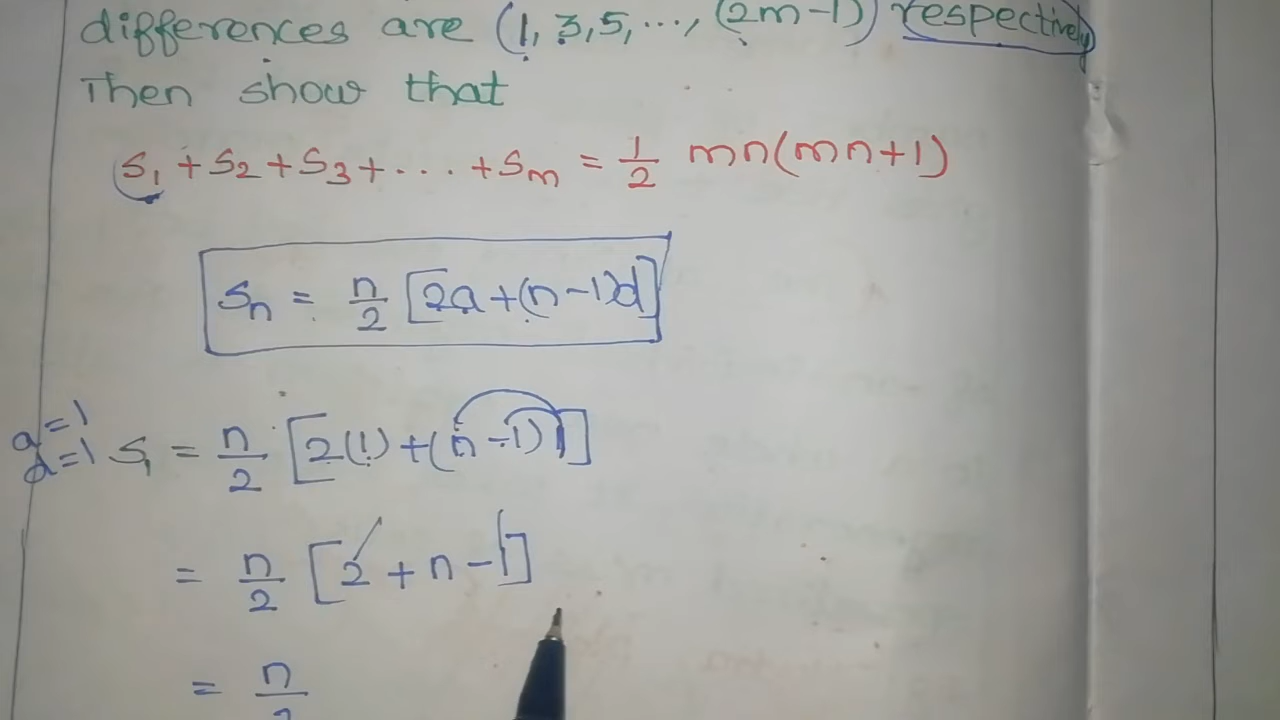 differences are (1, 3, 5, ..., (2m-1) respectively
Then show that
S₁ + S₂ + S₃ + ... + Sₘ = 1/2 mn(mn+1)
Sₙ = n/2 [2a+(n-1)d]
a=1
d=1 S₁ = n/2 [2(1)+(n-1)1]
= n/2 [2+n-1]
= n/2